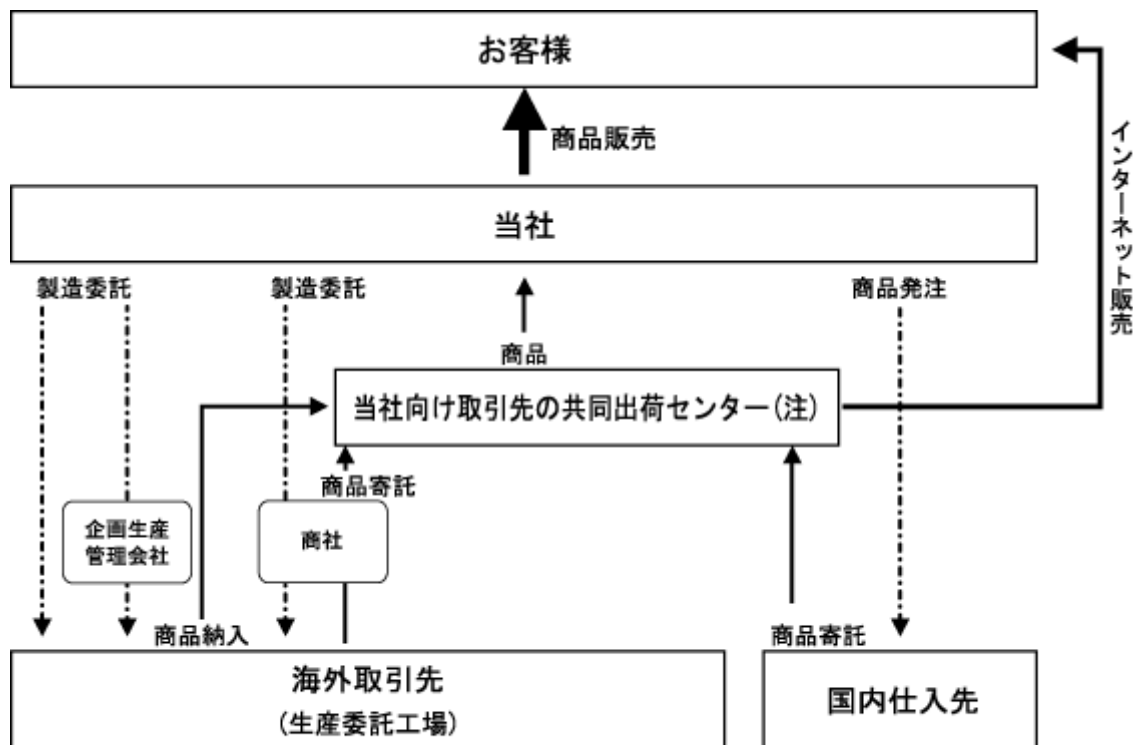 お客様
商品販売
インターネット販売
当社
製造委託
製造委託
商品発注
商品
当社向け取引先の共同出荷センター(注)
商品寄託
企画生産
管理会社
商社
商品納入
商品寄託
海外取引先
(生産委託工場)
国内仕入先